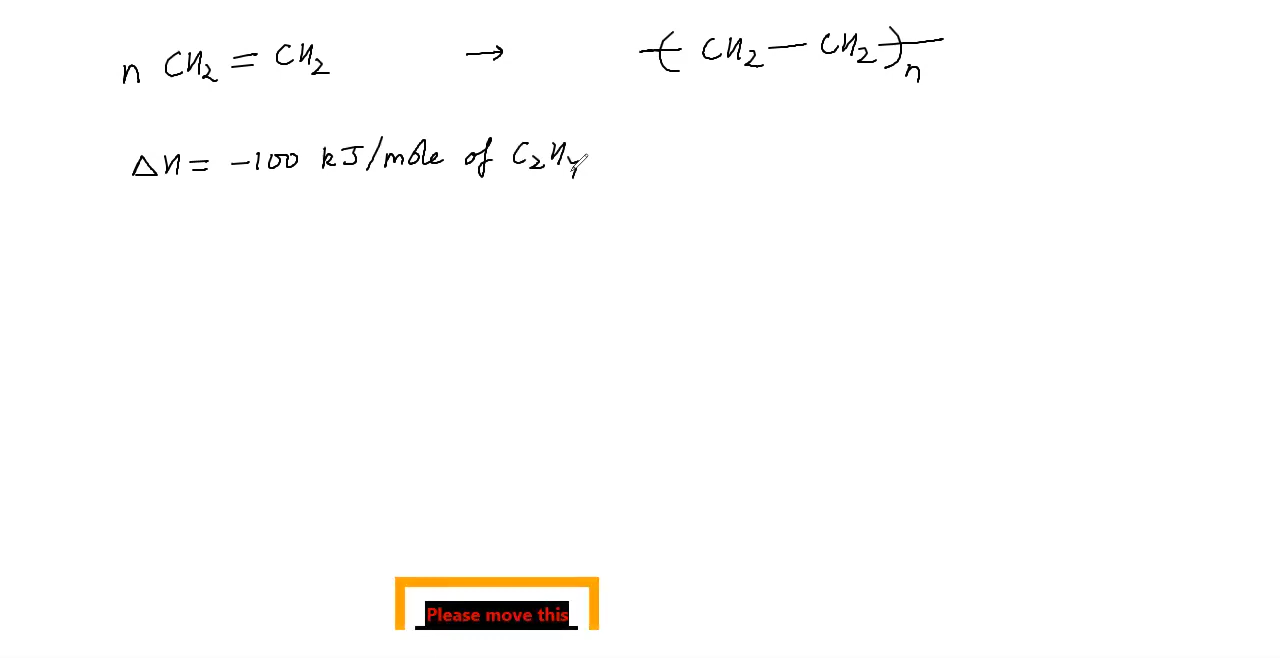 n CH₂ = CH₂ → -( CH₂ — CH₂ )-ₙ
ΔH = -100 kJ/mole of C₂H₄
Please move this